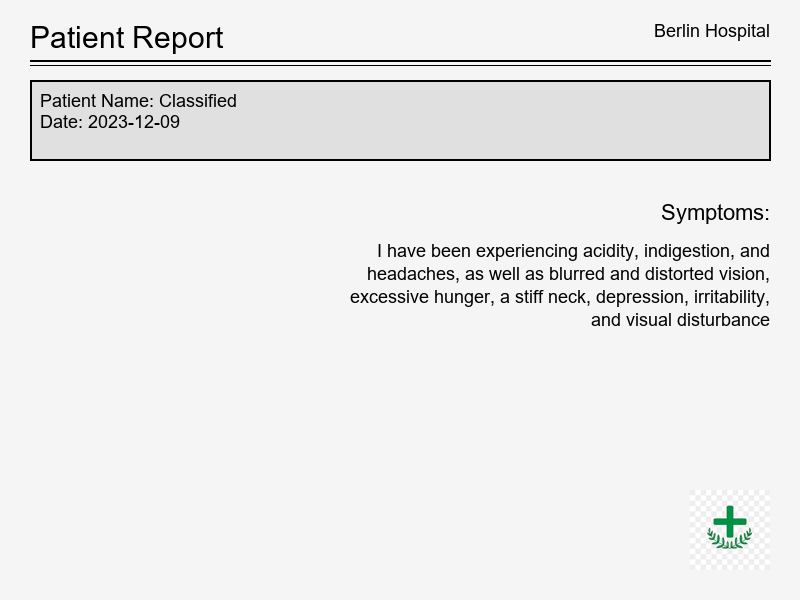 Patient Report
Berlin Hospital
Patient Name: Classified
Date: 2023-12-09
Symptoms:
I have been experiencing acidity, indigestion, and
headaches, as well as blurred and distorted vision,
excessive hunger, a stiff neck, depression, irritability,
and visual disturbance